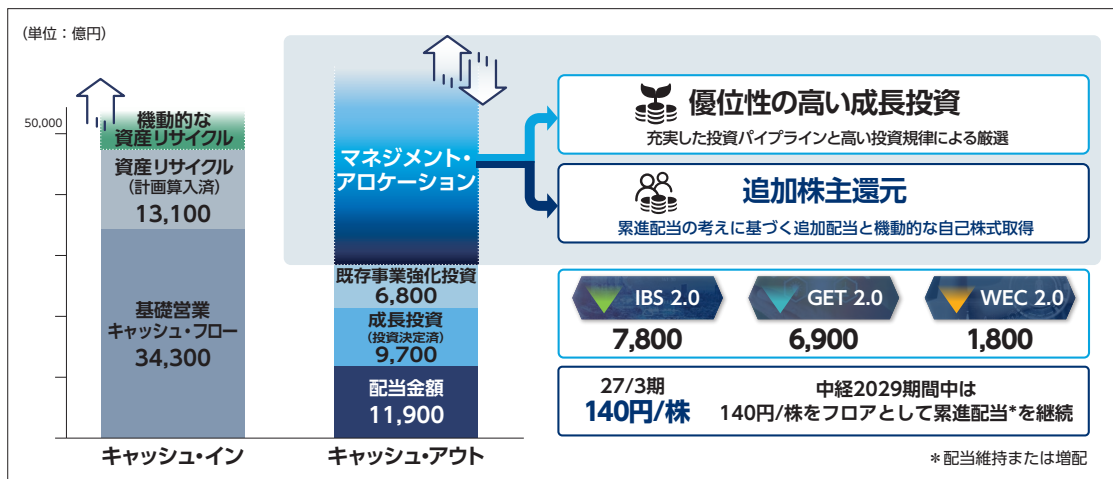 （単位：億円）
50,000
機動的な
資産リサイクル
資産リサイクル
（計画算入済）
13,100
基礎営業
キャッシュ・フロー
34,300
キャッシュ・イン
マネジメント・
アロケーション
既存事業強化投資
6,800
成長投資
（投資決定済）
9,700
配当金額
11,900
キャッシュ・アウト
優位性の高い成長投資
充実した投資パイプラインと高い投資規律による厳選
追加株主還元
累進配当の考えに基づく追加配当と機動的な自己株式取得
IBS 2.0
7,800
GET 2.0
6,900
WEC 2.0
1,800
27/3期
140円/株
中経2029期間中は
140円/株をフロアとして累進配当*を継続
＊配当維持または増配